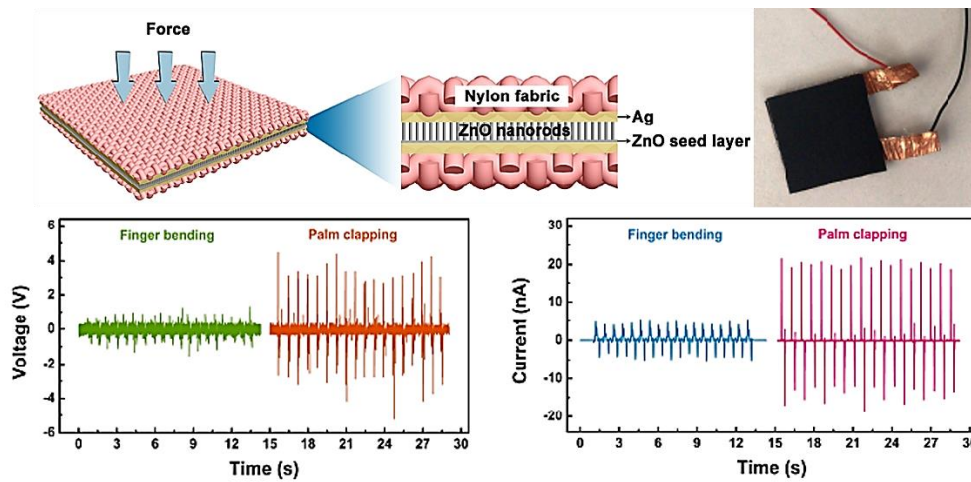 Force
Nylon fabric
Ag
ZnO nanorods
ZnO seed layer
Finger bending
Palm clapping
Voltage (V)
6
4
2
0
-2
-4
-6
0 3 6 9 12 15 18 21 24 27 30
Time (s)
Finger bending
Palm clapping
Current (nA)
30
20
10
0
-10
-20
0 3 6 9 12 15 18 21 24 27 30
Time (s)